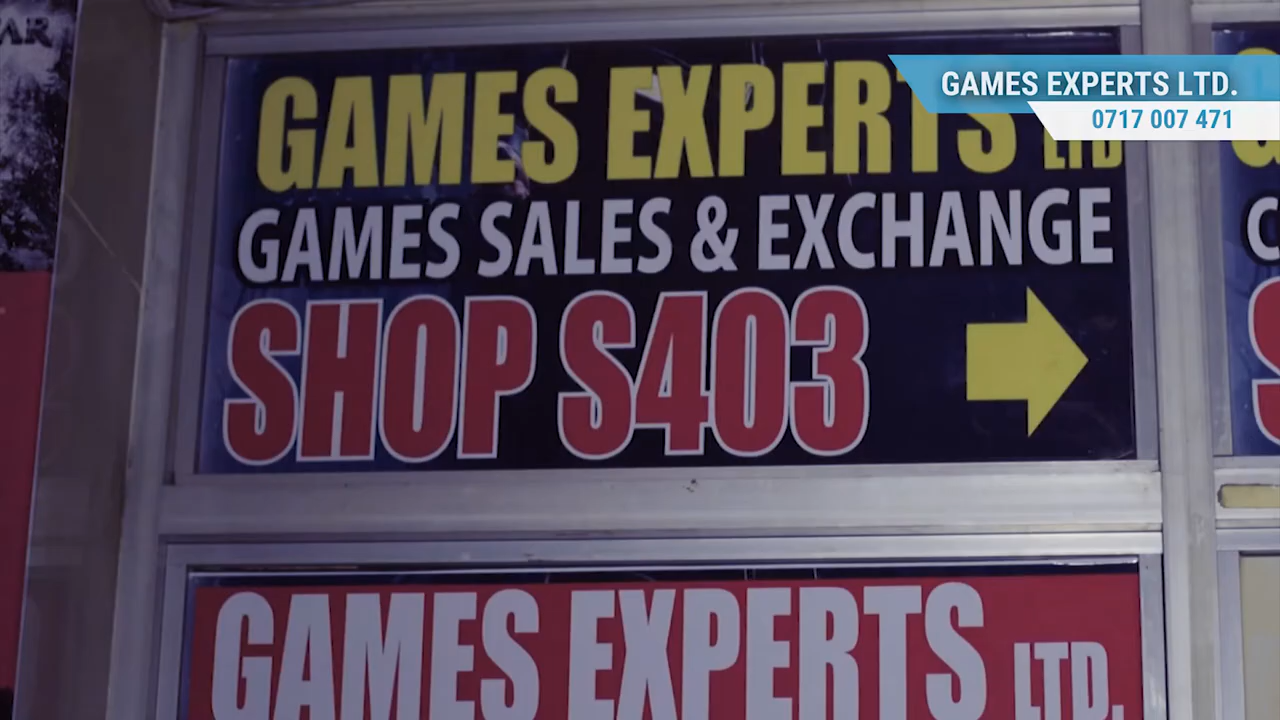 GAMES EXPERTS LTD.
0717 007 471
GAMES EXPERTS LTD
GAMES SALES & EXCHANGE
SHOP S403
GAMES EXPERTS LTD.